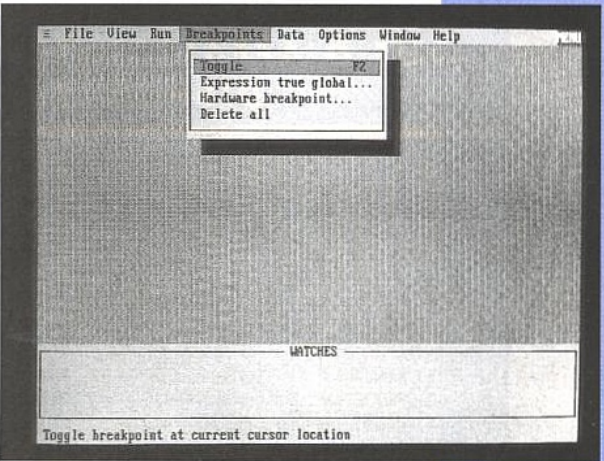 ≡ File View Run Breakpoints Data Options Window Help
Toggle F2
Expression true global...
Hardware breakpoint...
Delete all
WATCHES
Toggle breakpoint at current cursor location